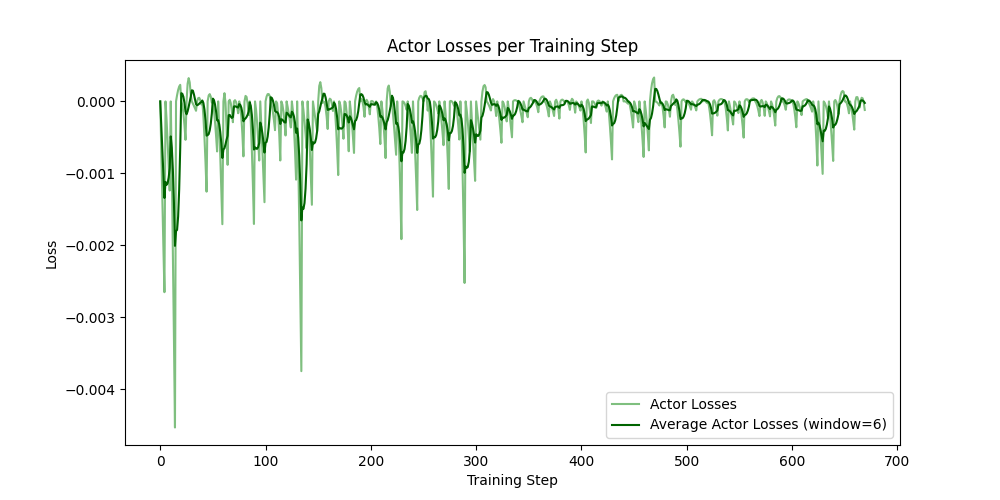 Actor Losses per Training Step
Loss
0.000
−0.001
−0.002
−0.003
−0.004
Actor Losses
Average Actor Losses (window=6)
0 100 200 300 400 500 600 700
Training Step